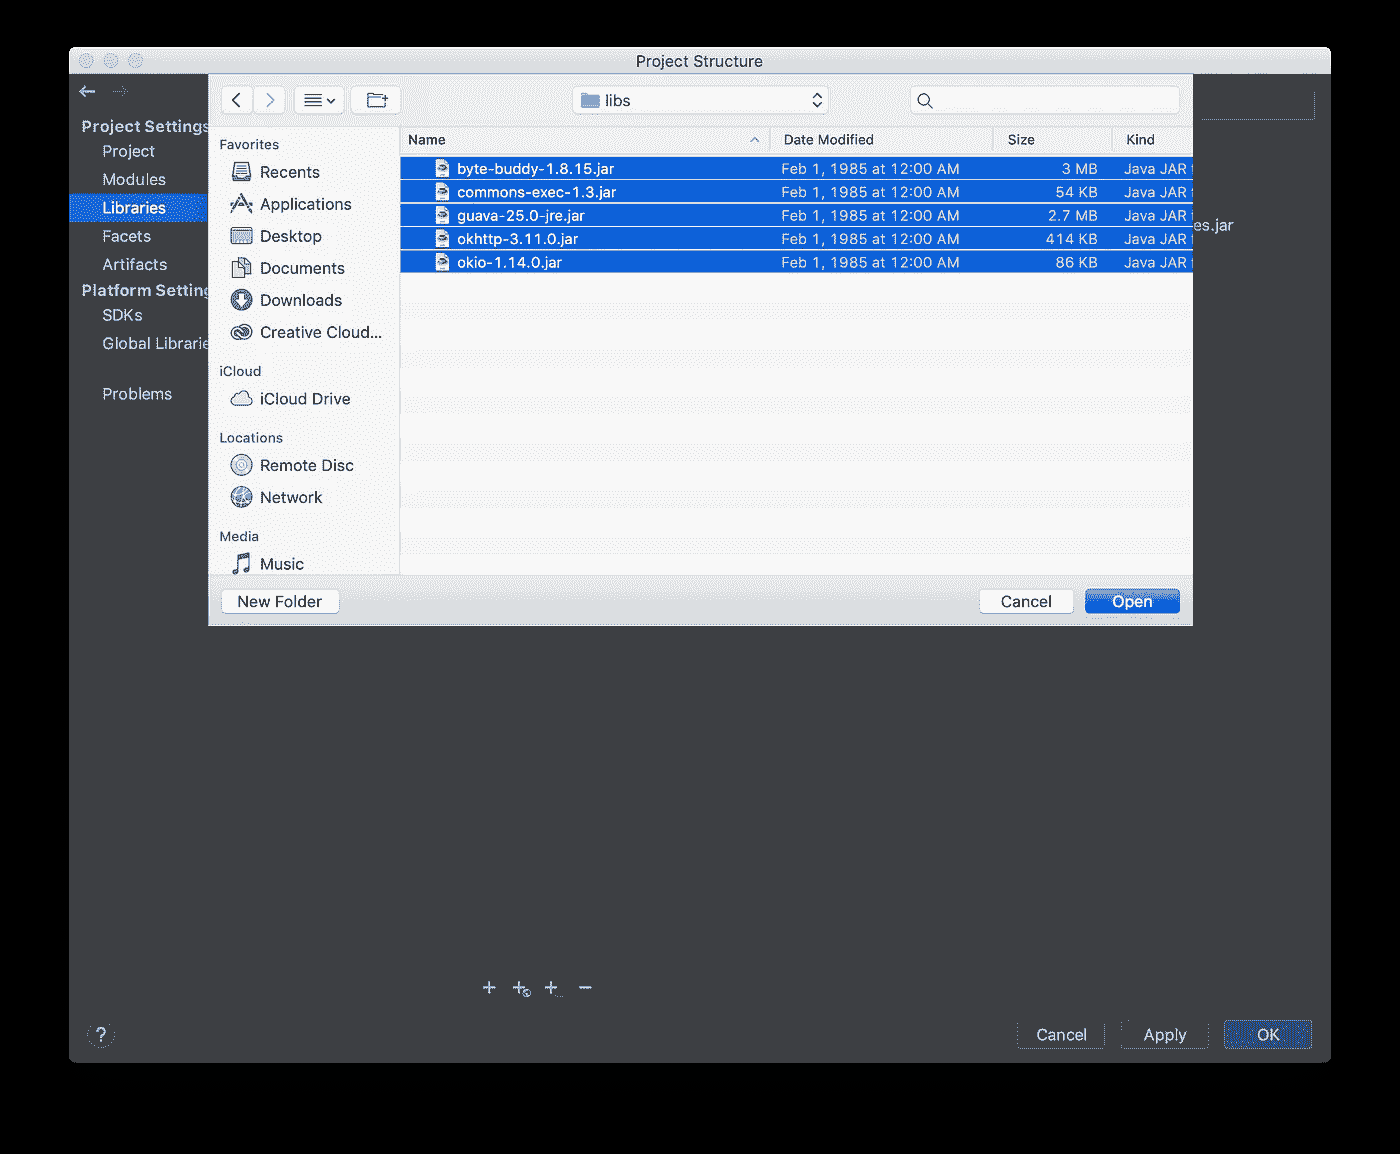 Project Structure
libs
Project Settings
Project
Modules
Libraries
Facets
Artifacts
Platform Setting
SDKs
Global Librarie
Problems
Favorites
Recents
Applications
Desktop
Documents
Downloads
Creative Cloud...
iCloud
iCloud Drive
Locations
Remote Disc
Network
Media
Music
Name Date Modified Size Kind
byte-buddy-1.8.15.jar Feb 1, 1985 at 12:00 AM 3 MB Java JAR
commons-exec-1.3.jar Feb 1, 1985 at 12:00 AM 54 KB Java JAR
guava-25.0-jre.jar Feb 1, 1985 at 12:00 AM 2.7 MB Java JAR
okhttp-3.11.0.jar Feb 1, 1985 at 12:00 AM 414 KB Java JAR
okio-1.14.0.jar Feb 1, 1985 at 12:00 AM 86 KB Java JAR
es.jar
New Folder Cancel Open
? Cancel Apply OK